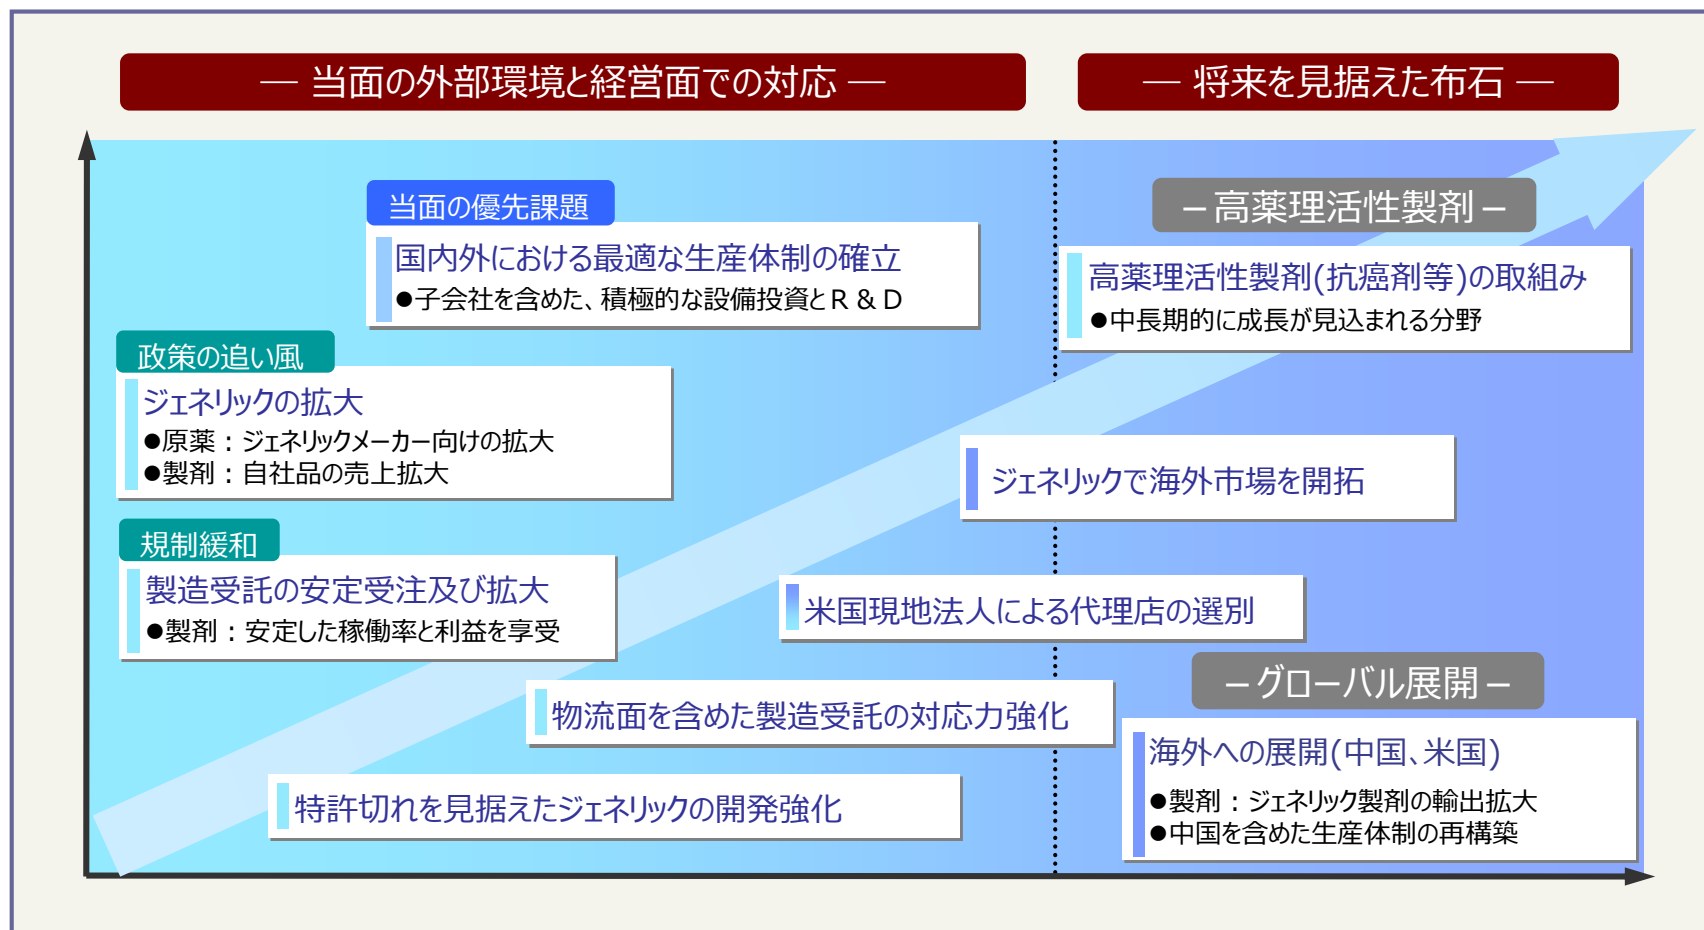 ― 当面の外部環境と経営面での対応 ―
― 将来を見据えた布石 ―
当面の優先課題
国内外における最適な生産体制の確立
●子会社を含めた、積極的な設備投資とR & D
－高薬理活性製剤－
高薬理活性製剤(抗癌剤等)の取組み
●中長期的に成長が見込まれる分野
政策の追い風
ジェネリックの拡大
●原薬：ジェネリックメーカー向けの拡大
●製剤：自社品の売上拡大
ジェネリックで海外市場を開拓
規制緩和
製造受託の安定受注及び拡大
●製剤：安定した稼働率と利益を享受
米国現地法人による代理店の選別
物流面を含めた製造受託の対応力強化
－グローバル展開－
海外への展開(中国、米国)
●製剤：ジェネリック製剤の輸出拡大
●中国を含めた生産体制の再構築
特許切れを見据えたジェネリックの開発強化